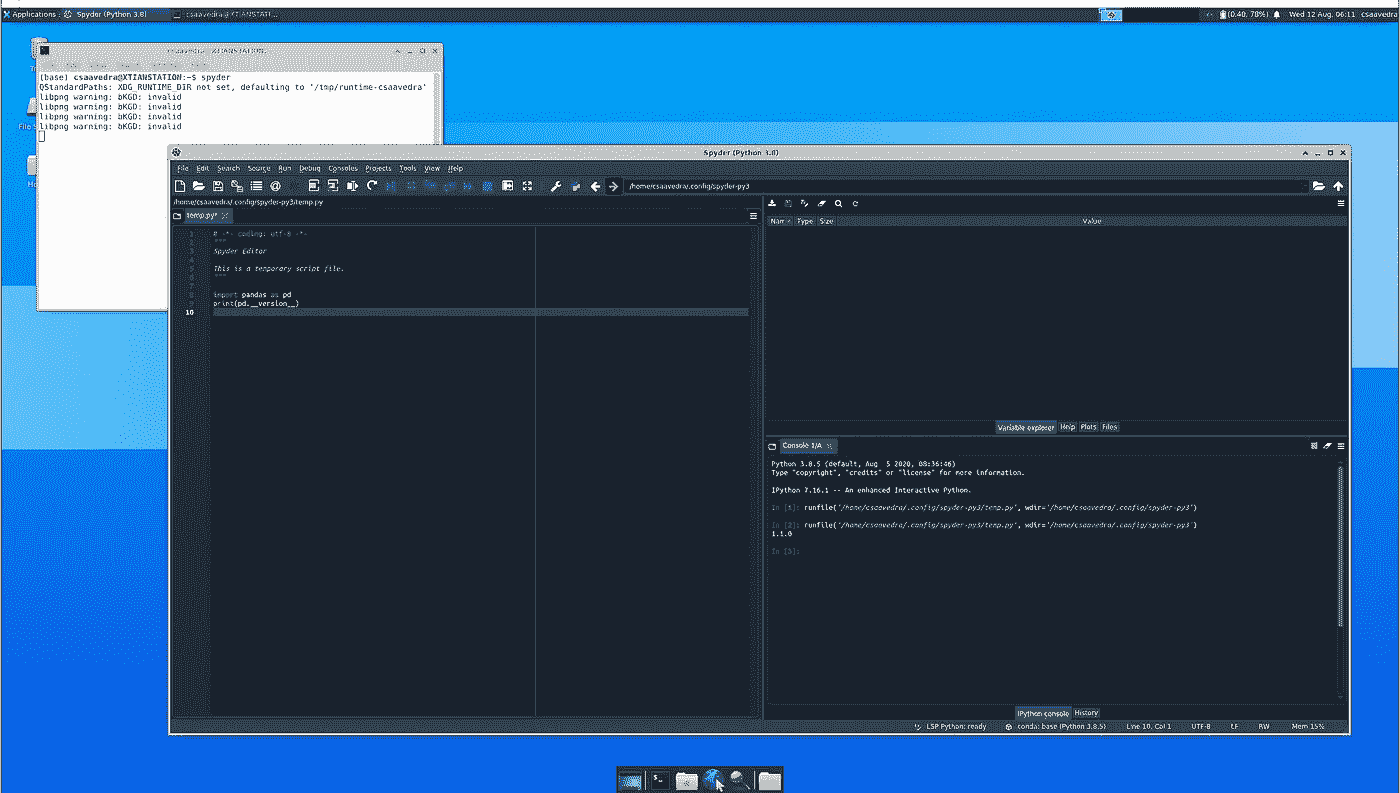 Applications : Spyder (Python 3.8) csaavedra@XTIANSTATI...
(0.40, 78%) Wed 12 Aug, 06:11 csaavedra
csaavedra XTIANSTATION:
(base) csaavedra@XTIANSTATION:~$ spyder
QStandardPaths: XDG_RUNTIME_DIR not set, defaulting to '/tmp/runtime-csaavedra'
libpng warning: bKGD: invalid
libpng warning: bKGD: invalid
libpng warning: bKGD: invalid
libpng warning: bKGD: invalid
Spyder (Python 3.8)
File Edit Search Source Run Debug Consoles Projects Tools View Help
/home/csaavedra/.config/spyder-py3
/home/csaavedra/.config/spyder-py3/temp.py
temp.py*
1 # -*- coding: utf-8 -*-
2 """
3 Spyder Editor
4
5 This is a temporary script file.
6 """
7
8 import pandas as pd
9 print(pd.__version__)
10
Nam Type Size Value
Variable explorer Help Plots Files
Console 1/A
Python 3.8.5 (default, Aug 5 2020, 08:36:46)
Type "copyright", "credits" or "license" for more information.
IPython 7.16.1 -- An enhanced Interactive Python.
In [1]: runfile('/home/csaavedra/.config/spyder-py3/temp.py', wdir='/home/csaavedra/.config/spyder-py3')
In [2]: runfile('/home/csaavedra/.config/spyder-py3/temp.py', wdir='/home/csaavedra/.config/spyder-py3')
1.1.0
In [3]:
IPython console History
LSP Python: ready conda: base (Python 3.8.5) Line 10, Col 1 UTF-8 LF RW Mem 15%